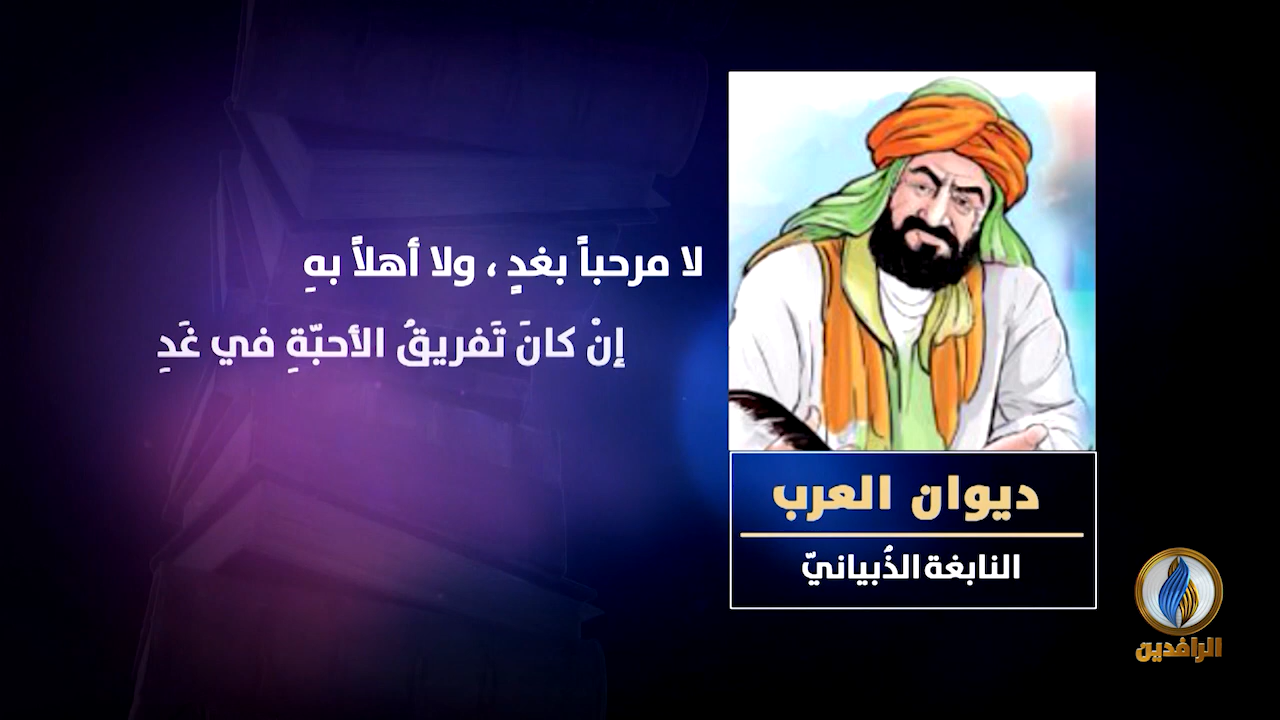 لا مرحباً بغدٍ ، ولا أهلاً بهِ
إنْ كانَ تَفريقُ الأحبّةِ في غَدِ
ديوان العرب
النابغة الذُبيانيّ
الرافدين